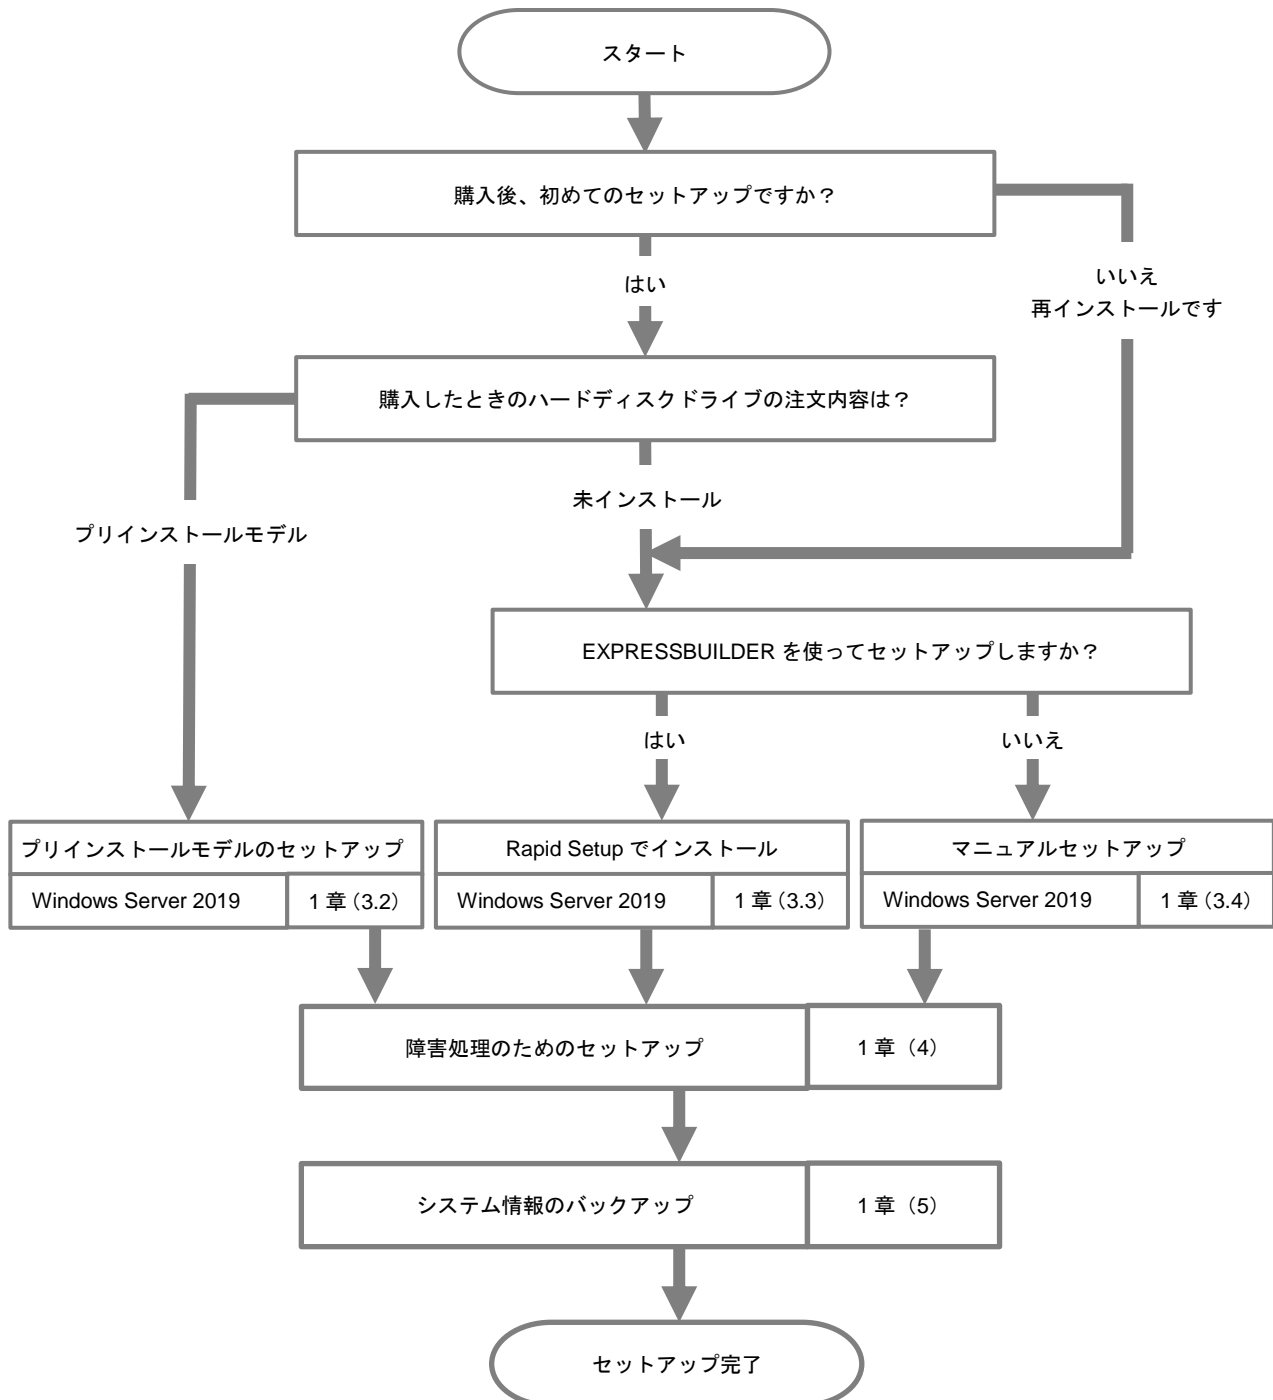 スタート
購入後、初めてのセットアップですか？
はい
いいえ
再インストールです
購入したときのハードディスクドライブの注文内容は？
未インストール
プリインストールモデル
EXPRESSBUILDER を使ってセットアップしますか？
はい
いいえ
プリインストールモデルのセットアップ
Windows Server 2019
1 章（3.2）
Rapid Setup でインストール
Windows Server 2019
1 章（3.3）
マニュアルセットアップ
Windows Server 2019
1 章（3.4）
障害処理のためのセットアップ
1 章（4）
システム情報のバックアップ
1 章（5）
セットアップ完了